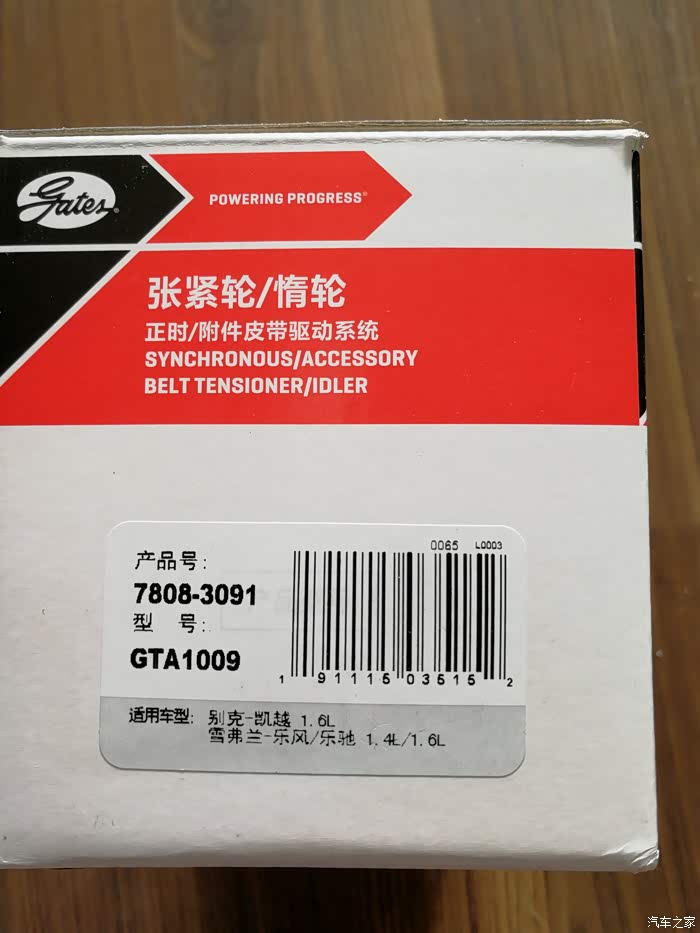 Gates®
POWERING PROGRESS®
张紧轮/惰轮
正时/附件皮带驱动系统
SYNCHRONOUS/ACCESSORY
BELT TENSIONER/IDLER
0065 L0003
产品号:
7808-3091
型 号:
GTA1009
1 91115 03515 2
适用车型: 别克-凯越 1.6L
雪弗兰-乐风/乐驰 1.4L/1.6L
汽车之家